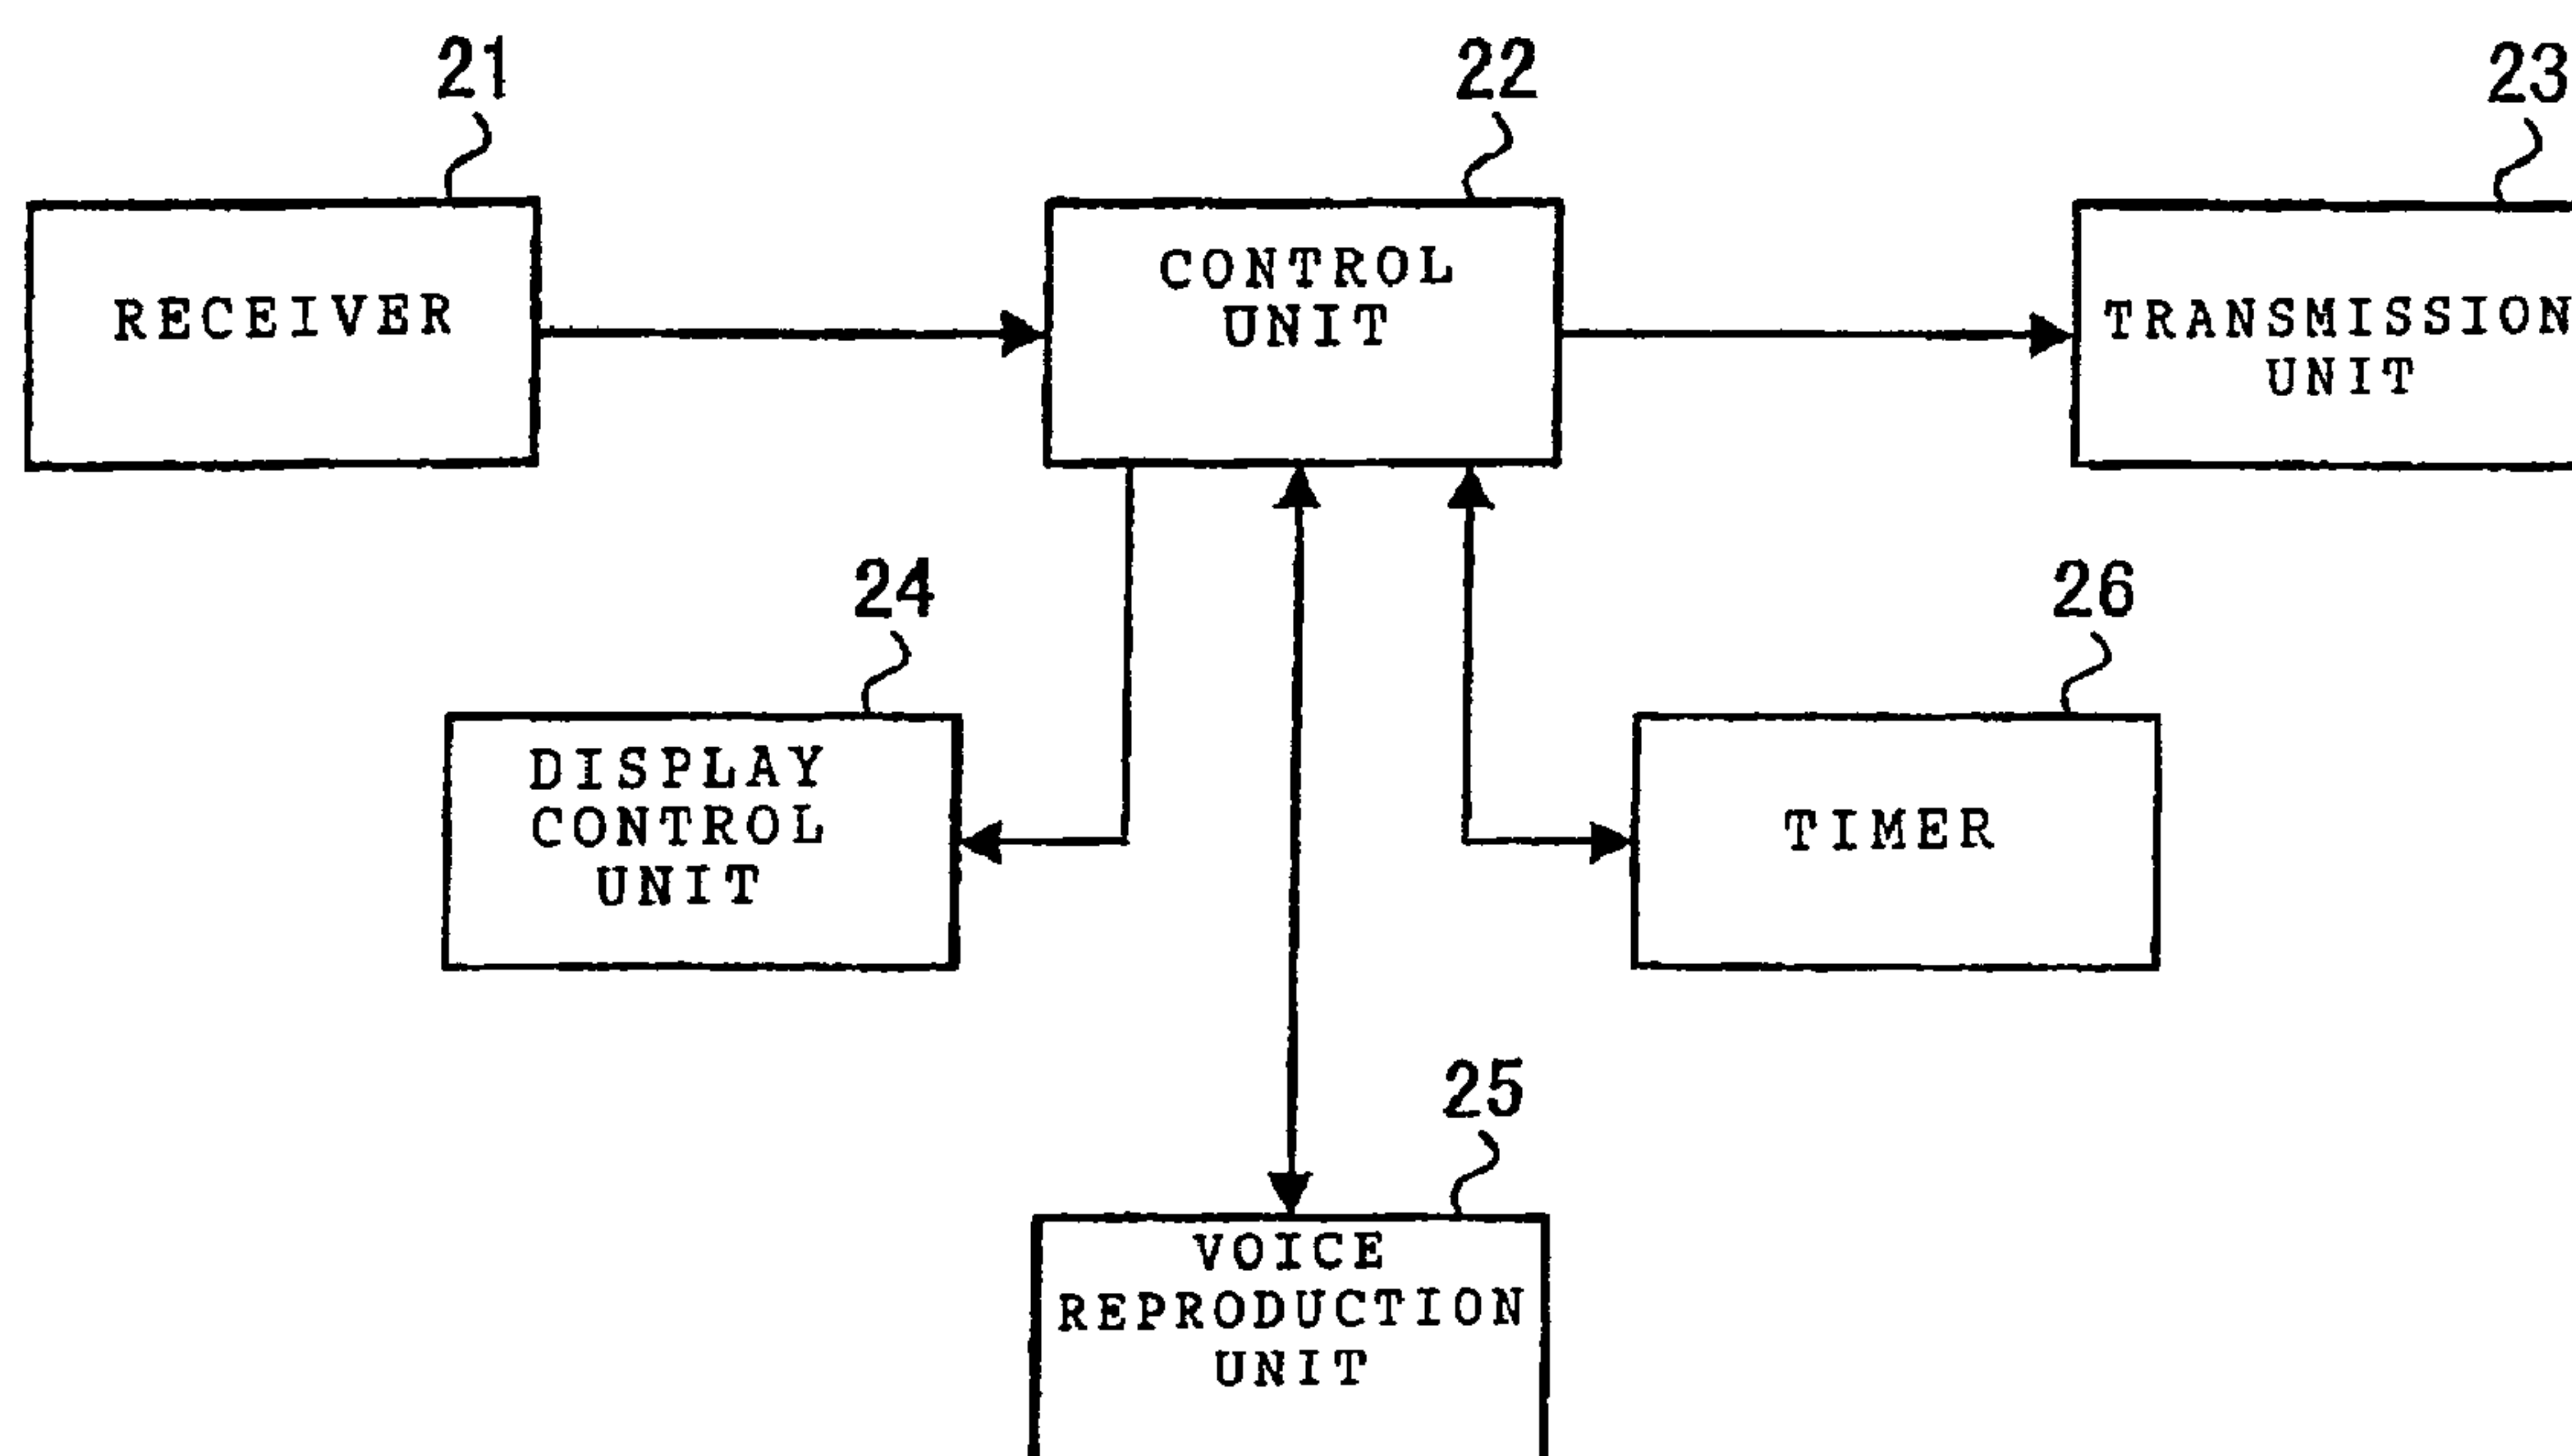 21
22
23
RECEIVER
CONTROL
UNIT
TRANSMISSION
UNIT
24
26
DISPLAY
CONTROL
UNIT
TIMER
25
VOICE
REPRODUCTION
UNIT